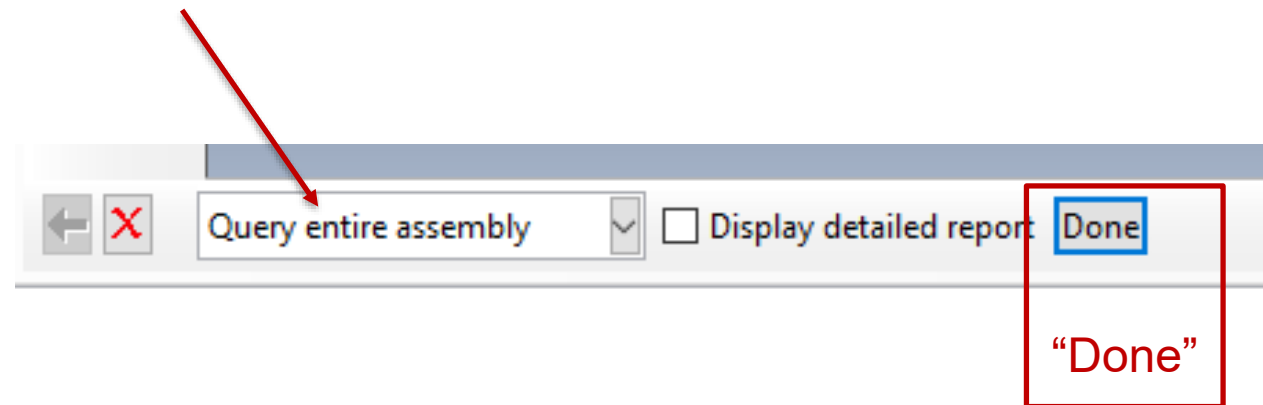 Query entire assembly Display detailed report Done
“Done”